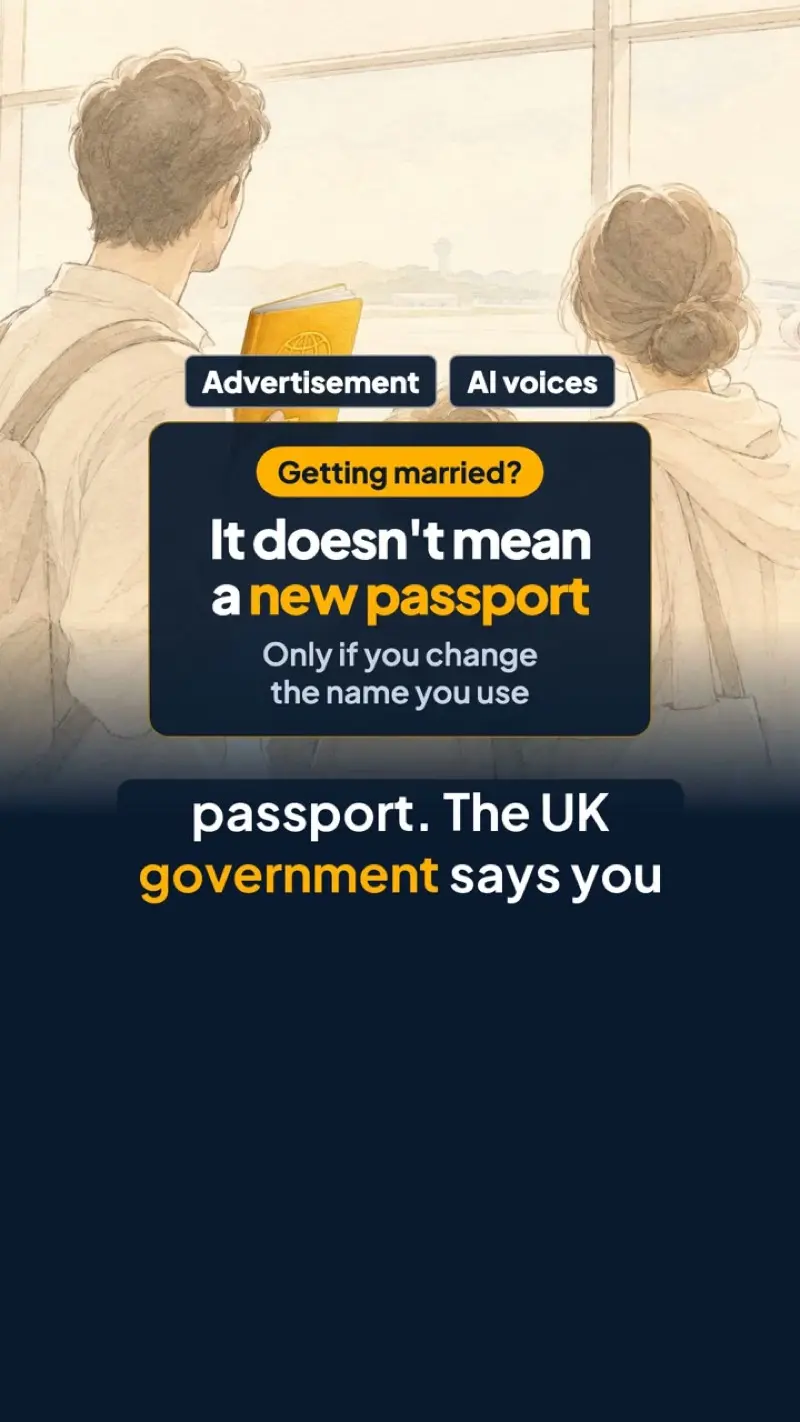 Advertisement
AI voices
Getting married?
It doesn't mean
a new passport
Only if you change
the name you use
passport. The UK
government says you